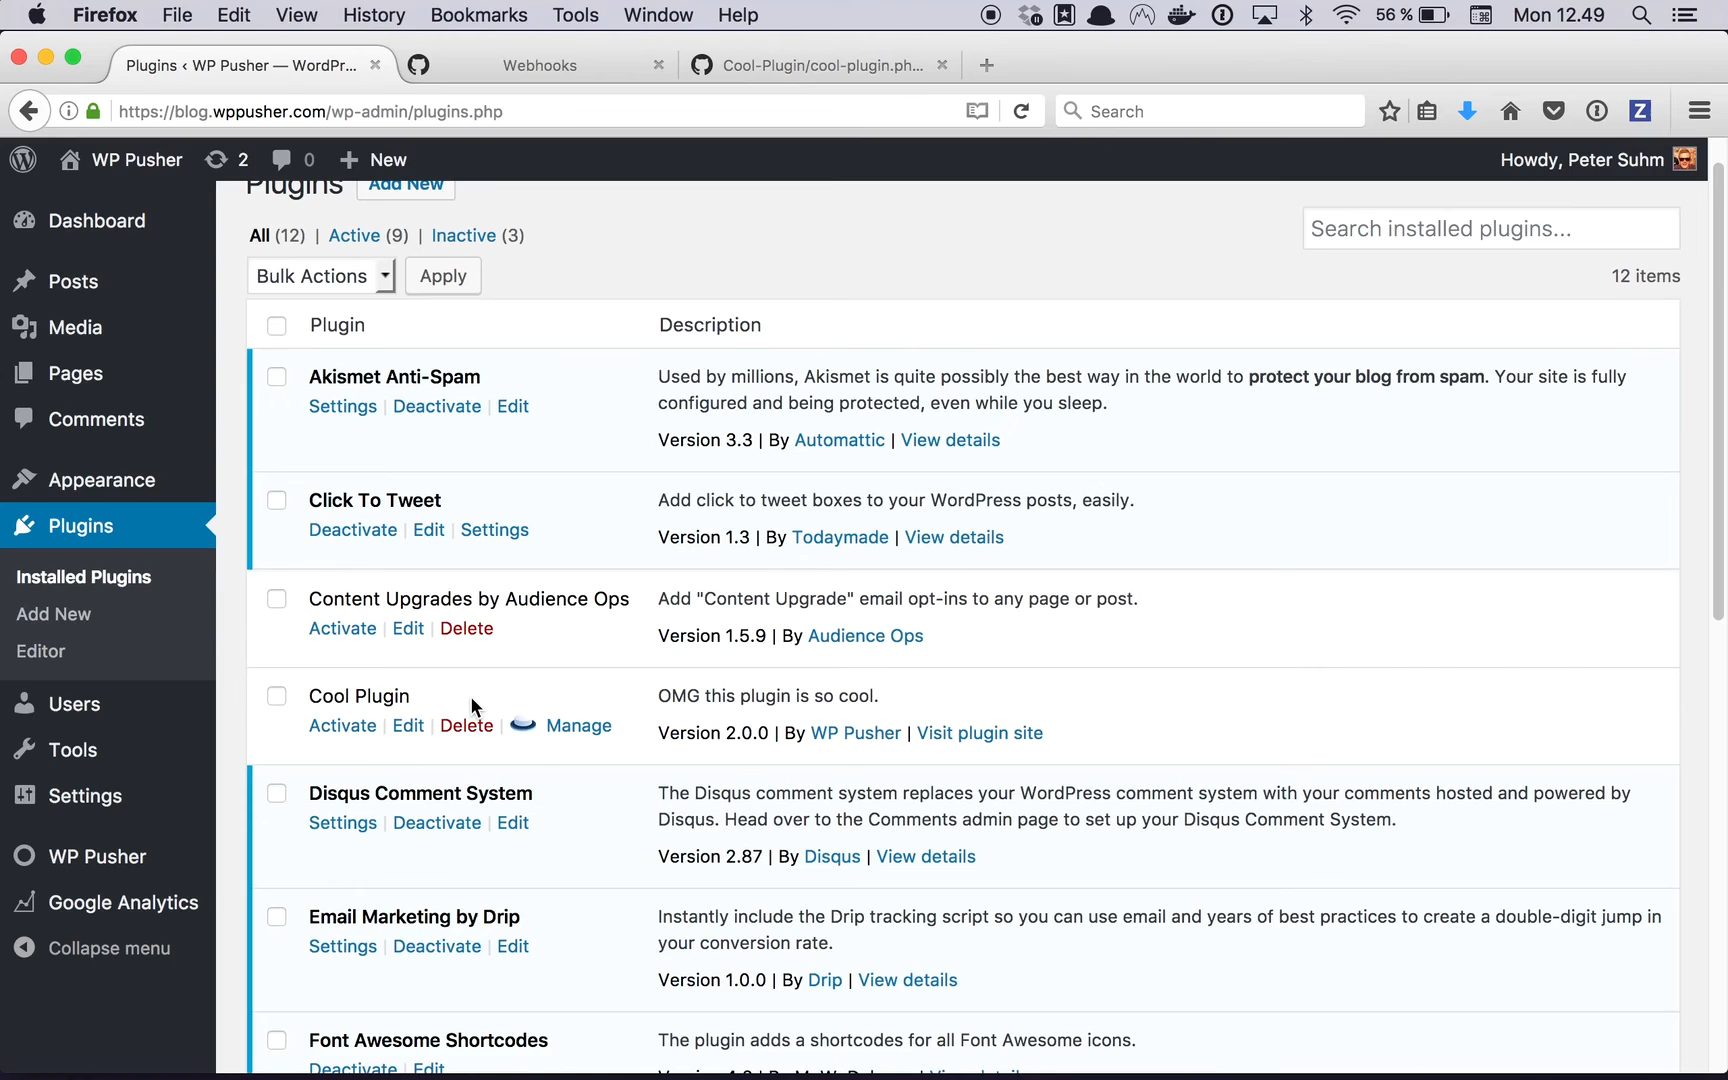 Firefox File Edit View History Bookmarks Tools Window Help 56 % Mon 12.49
Plugins ‹ WP Pusher — WordPr... Webhooks Cool-Plugin/cool-plugin.ph...
https://blog.wppusher.com/wp-admin/plugins.php Search Z
WP Pusher 2 0 New Howdy, Peter Suhm
Dashboard
Posts
Media
Pages
Comments
Appearance
Plugins
Installed Plugins
Add New
Editor
Users
Tools
Settings
WP Pusher
Google Analytics
Collapse menu
Plugins Add New
All (12) | Active (9) | Inactive (3)
Search installed plugins...
Bulk Actions Apply
12 items
Plugin Description
Akismet Anti-Spam
Settings | Deactivate | Edit
Used by millions, Akismet is quite possibly the best way in the world to protect your blog from spam. Your site is fully
configured and being protected, even while you sleep.
Version 3.3 | By Automattic | View details
Click To Tweet
Deactivate | Edit | Settings
Add click to tweet boxes to your WordPress posts, easily.
Version 1.3 | By Todaymade | View details
Content Upgrades by Audience Ops
Activate | Edit | Delete
Add "Content Upgrade" email opt-ins to any page or post.
Version 1.5.9 | By Audience Ops
Cool Plugin
Activate | Edit | Delete | Manage
OMG this plugin is so cool.
Version 2.0.0 | By WP Pusher | Visit plugin site
Disqus Comment System
Settings | Deactivate | Edit
The Disqus comment system replaces your WordPress comment system with your comments hosted and powered by
Disqus. Head over to the Comments admin page to set up your Disqus Comment System.
Version 2.87 | By Disqus | View details
Email Marketing by Drip
Settings | Deactivate | Edit
Instantly include the Drip tracking script so you can use email and years of best practices to create a double-digit jump in
your conversion rate.
Version 1.0.0 | By Drip | View details
Font Awesome Shortcodes
Deactivate | Edit
The plugin adds a shortcodes for all Font Awesome icons.